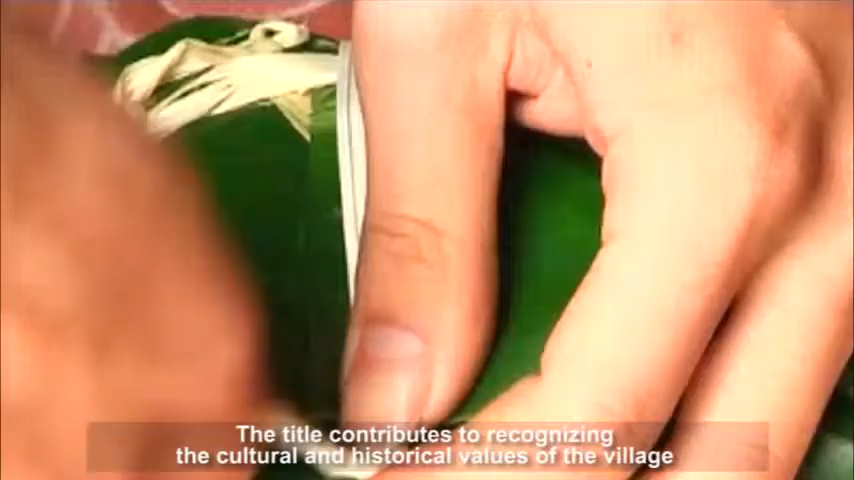 The title contributes to recognizing
the cultural and historical values of the village